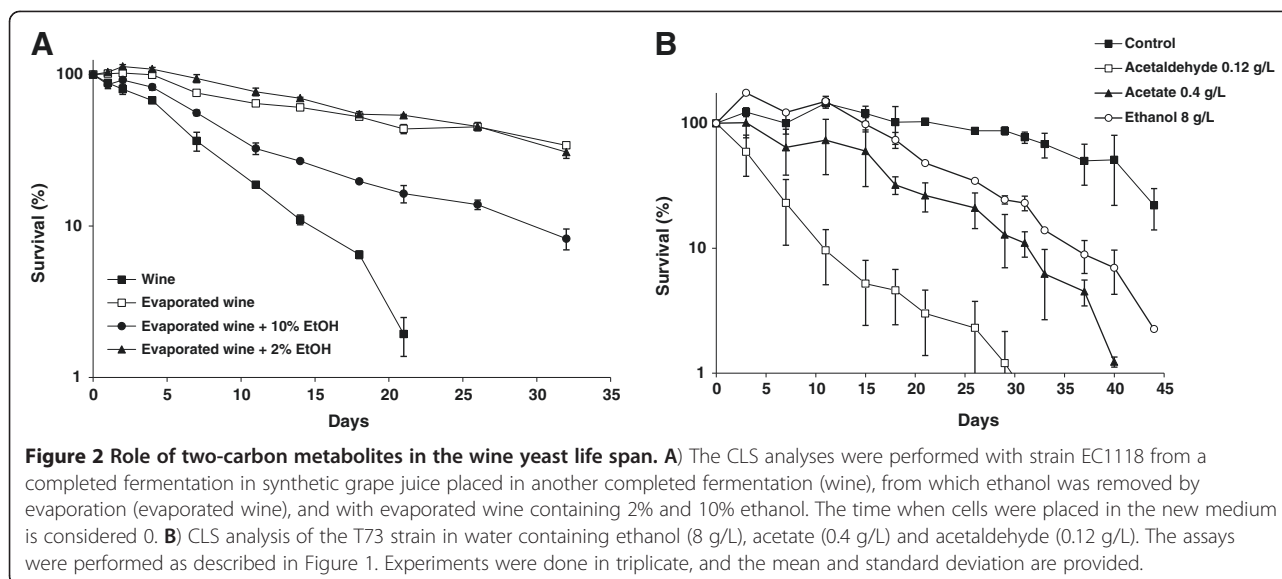 A
100
10
1
Survival (%)
Wine
Evaporated wine
Evaporated wine + 10% EtOH
Evaporated wine + 2% EtOH
0 5 10 15 20 25 30 35
Days
B
Control
Acetaldehyde 0.12 g/L
Acetate 0.4 g/L
Ethanol 8 g/L
100
10
1
Survival (%)
0 5 10 15 20 25 30 35 40 45
Days
Figure 2 Role of two-carbon metabolites in the wine yeast life span. A) The CLS analyses were performed with strain EC1118 from a
completed fermentation in synthetic grape juice placed in another completed fermentation (wine), from which ethanol was removed by
evaporation (evaporated wine), and with evaporated wine containing 2% and 10% ethanol. The time when cells were placed in the new medium
is considered 0. B) CLS analysis of the T73 strain in water containing ethanol (8 g/L), acetate (0.4 g/L) and acetaldehyde (0.12 g/L). The assays
were performed as described in Figure 1. Experiments were done in triplicate, and the mean and standard deviation are provided.